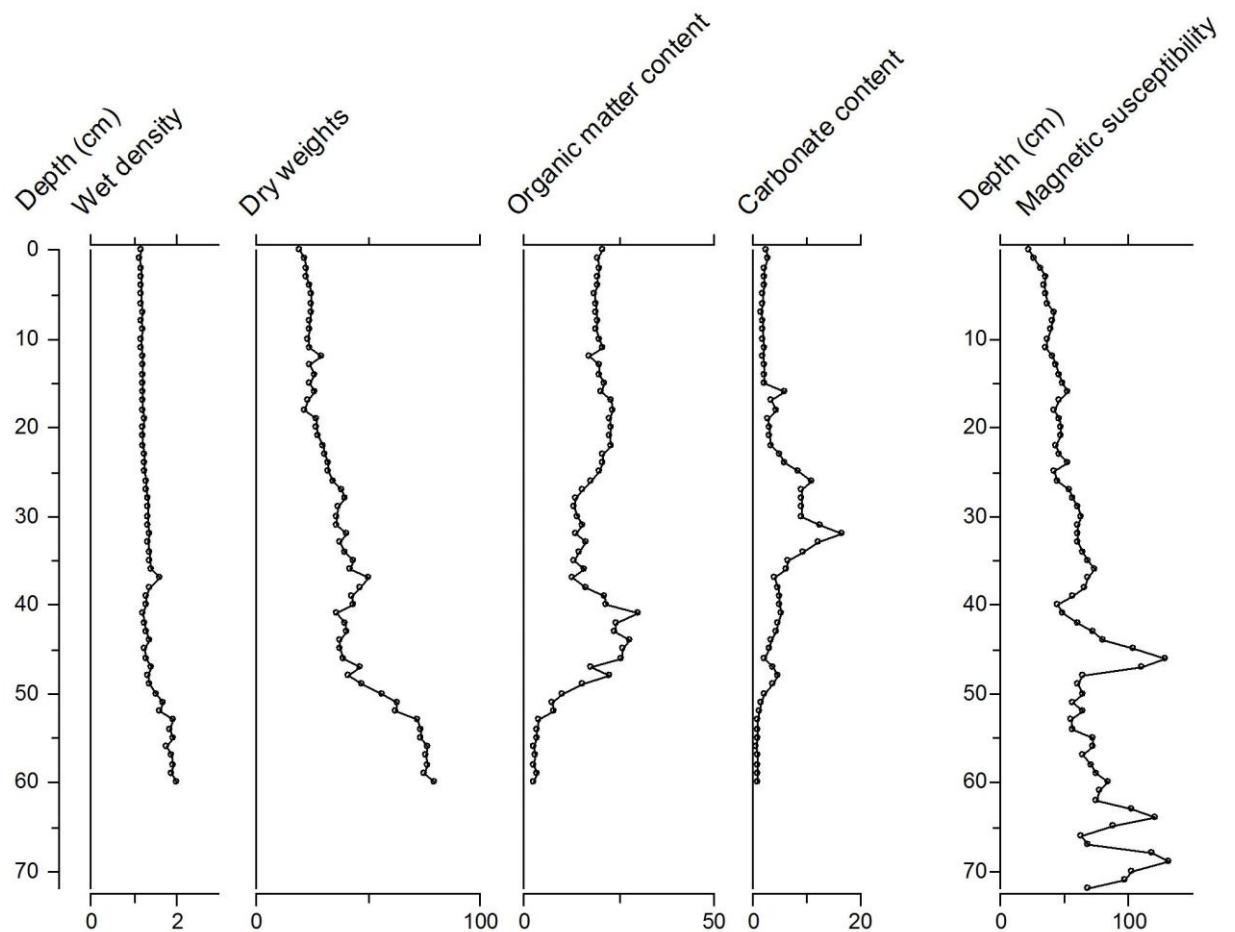 Depth (cm)
Wet density
Dry weights
Organic matter content
Carbonate content
Depth (cm)
Magnetic susceptibility
0
10
20
30
40
50
60
70
10
20
30
40
50
60
70
0 2
0 100
0 50
0 20
0 100